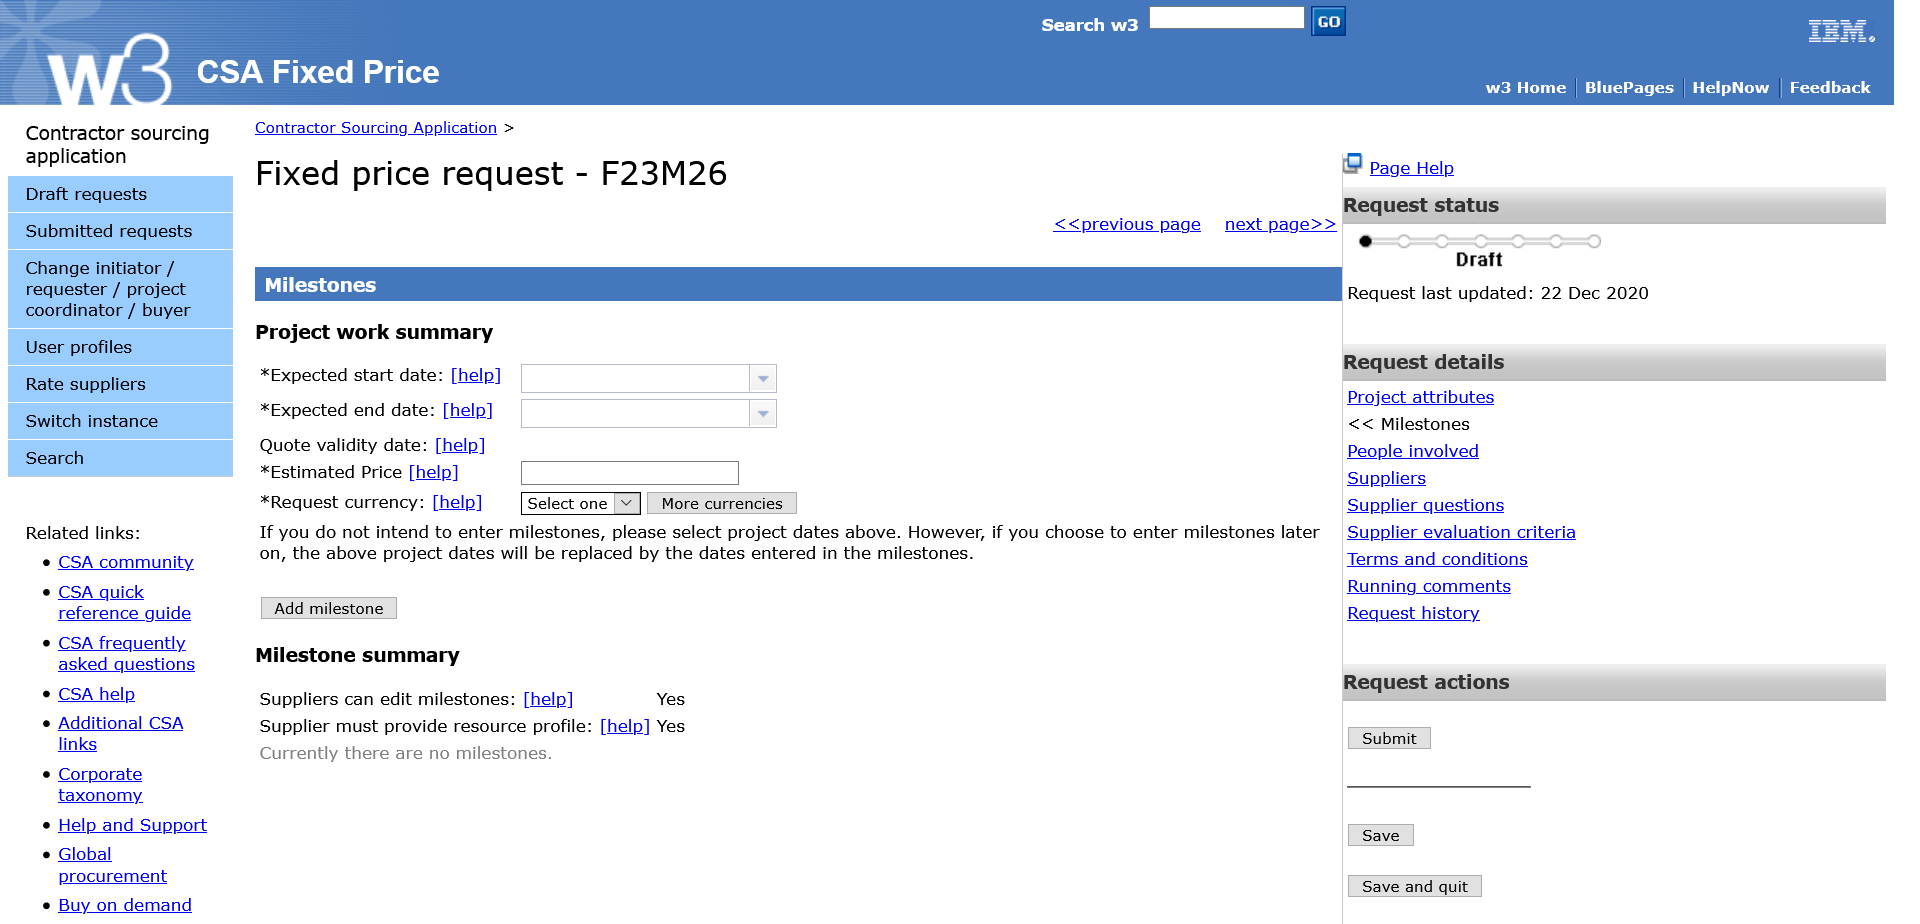 Search w3
GO
IBM.
w3
CSA Fixed Price
w3 Home
BluePages
HelpNow
Feedback
Contractor sourcing
application
Draft requests
Submitted requests
Change initiator /
requester / project
coordinator / buyer
User profiles
Rate suppliers
Switch instance
Search
Related links:
CSA community
CSA quick
reference guide
CSA frequently
asked questions
CSA help
Additional CSA
links
Corporate
taxonomy
Help and Support
Global
procurement
Buy on demand
Contractor Sourcing Application >
Fixed price request - F23M26
<<previous page next page>>
Milestones
Project work summary
*Expected start date: [help]
*Expected end date: [help]
Quote validity date: [help]
*Estimated Price [help]
*Request currency: [help] Select one More currencies
If you do not intend to enter milestones, please select project dates above. However, if you choose to enter milestones later
on, the above project dates will be replaced by the dates entered in the milestones.
Add milestone
Milestone summary
Suppliers can edit milestones: [help] Yes
Supplier must provide resource profile: [help] Yes
Currently there are no milestones.
Page Help
Request status
Draft
Request last updated: 22 Dec 2020
Request details
Project attributes
<< Milestones
People involved
Suppliers
Supplier questions
Supplier evaluation criteria
Terms and conditions
Running comments
Request history
Request actions
Submit
Save
Save and quit